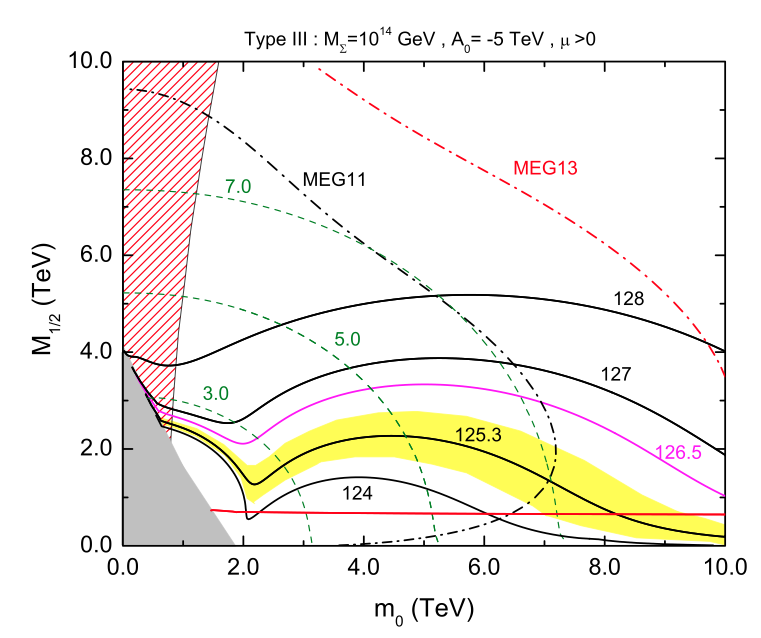 Type III : M_Σ=10^14 GeV , A_0= -5 TeV , μ >0
10.0
8.0
6.0
4.0
2.0
0.0
M_1/2 (TeV)
MEG11
MEG13
7.0
5.0
3.0
128
127
126.5
125.3
124
0.0 2.0 4.0 6.0 8.0 10.0
m_0 (TeV)